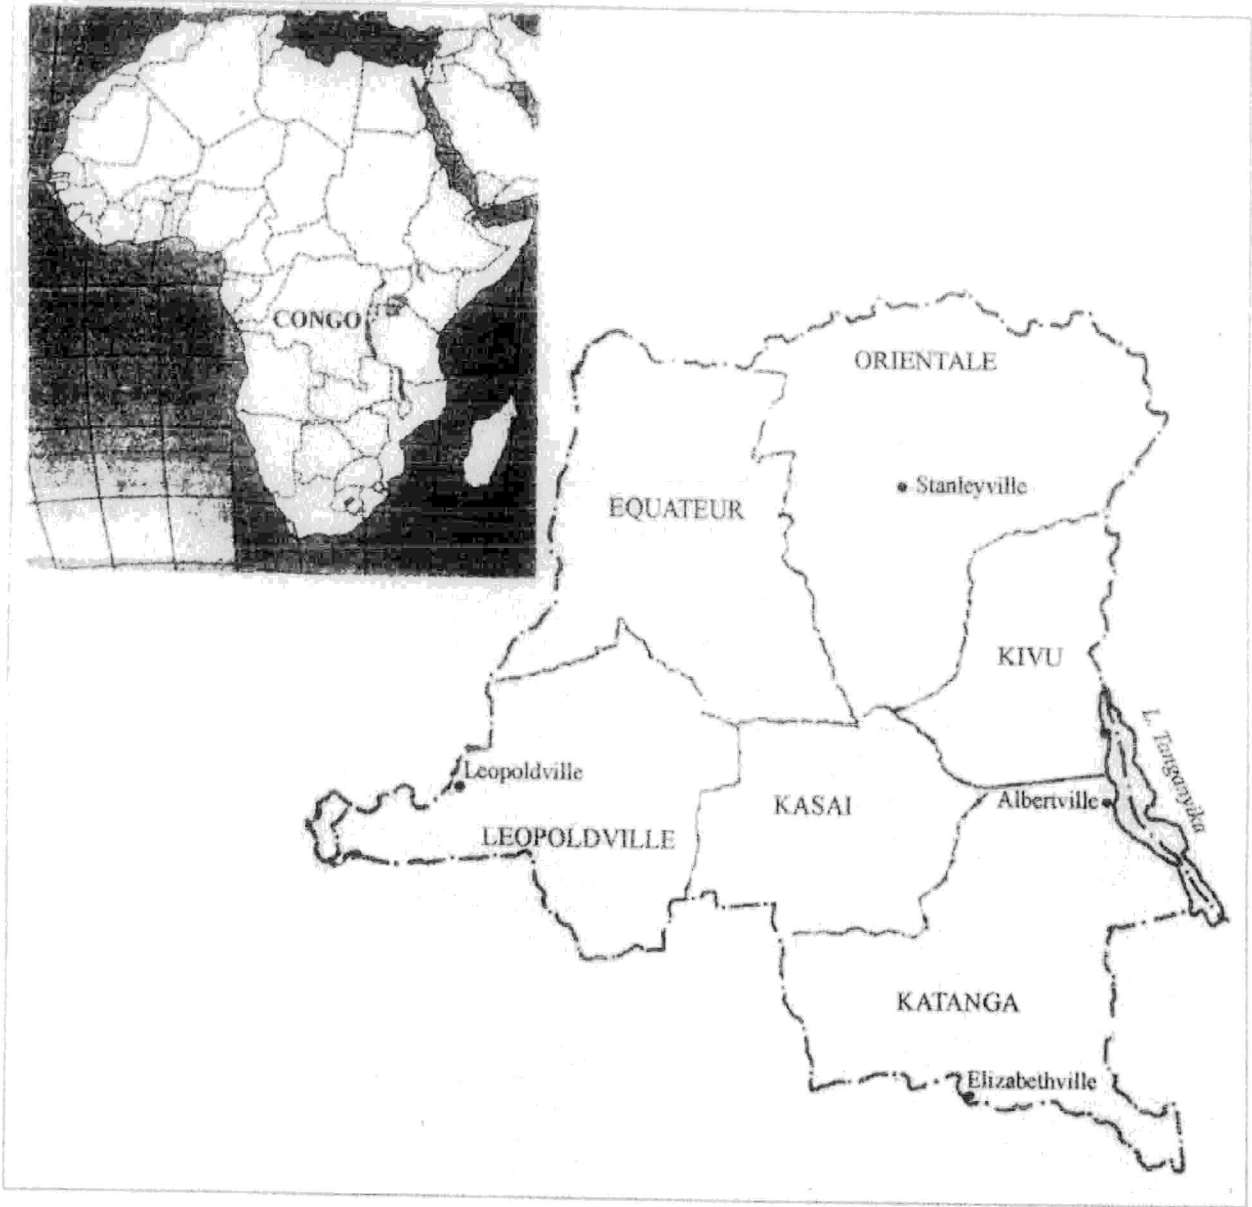 CONGO
ORIENTALE
Stanleyville
EQUATEUR
KIVU
L. Tanganyika
Leopoldville
KASAI
Albertville
LEOPOLDVILLE
KATANGA
Elizabethville